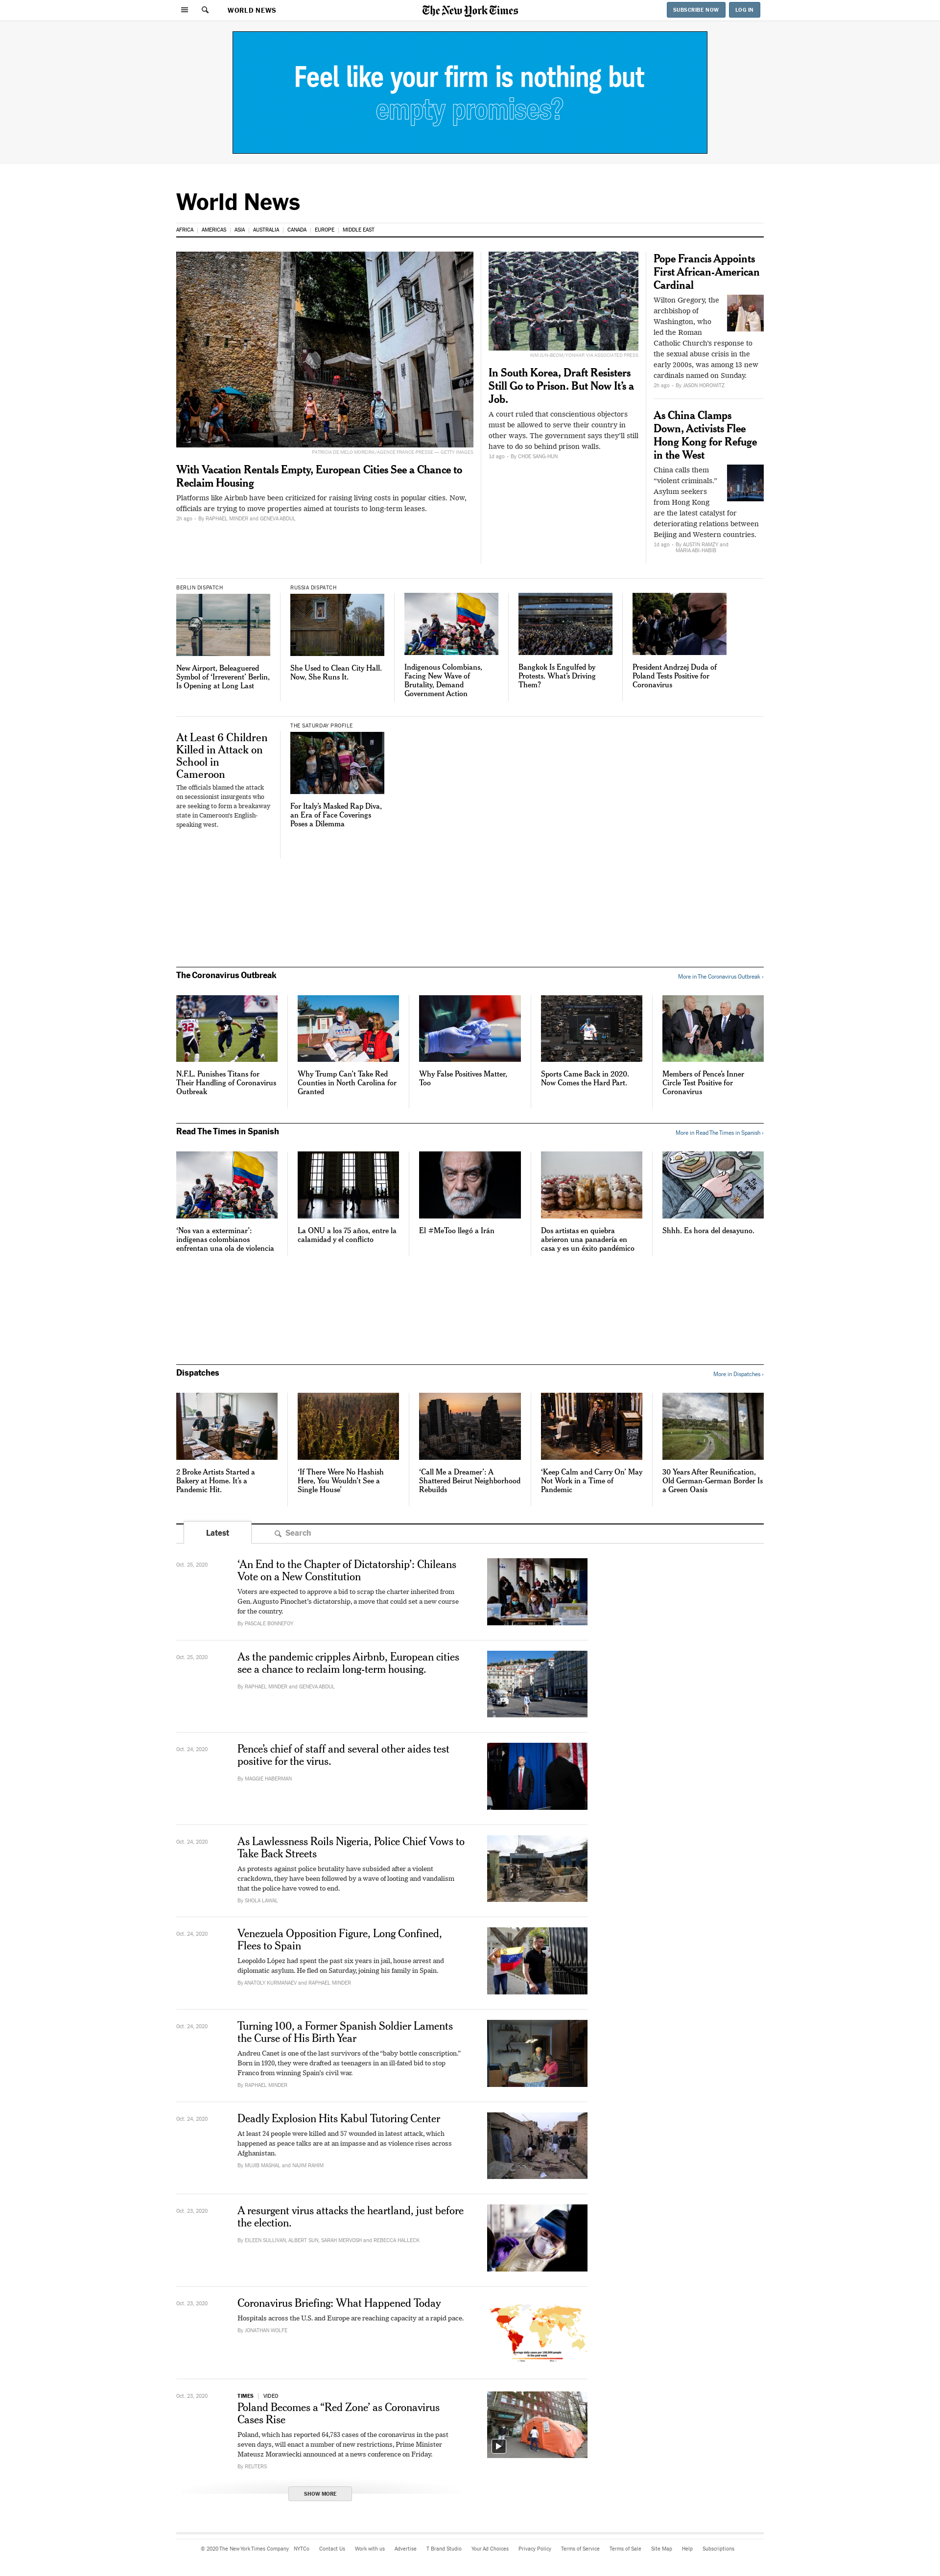 WORLD NEWS
The New York Times
SUBSCRIBE NOW
LOG IN
Feel like your firm is nothing but
empty promises?
World News
AFRICA
AMERICAS
ASIA
AUSTRALIA
CANADA
EUROPE
MIDDLE EAST
PATRICIA DE MELO MOREIRA/AGENCE FRANCE-PRESSE — GETTY IMAGES
With Vacation Rentals Empty, European Cities See a Chance to
Reclaim Housing
Platforms like Airbnb have been criticized for raising living costs in popular cities. Now,
officials are trying to move properties aimed at tourists to long-term leases.
2h ago - By RAPHAEL MINDER and GENEVA ABDUL
KIM JUN-BEOM/YONHAP, VIA ASSOCIATED PRESS
In South Korea, Draft Resisters
Still Go to Prison. But Now It's a
Job.
A court ruled that conscientious objectors
must be allowed to serve their country in
other ways. The government says they'll still
have to do so behind prison walls.
1d ago - By CHOE SANG-HUN
Pope Francis Appoints
First African-American
Cardinal
Wilton Gregory, the
archbishop of
Washington, who
led the Roman
Catholic Church's response to
the sexual abuse crisis in the
early 2000s, was among 13 new
cardinals named on Sunday.
2h ago - By JASON HOROWITZ
As China Clamps
Down, Activists Flee
Hong Kong for Refuge
in the West
China calls them
"violent criminals."
Asylum seekers
from Hong Kong
are the latest catalyst for
deteriorating relations between
Beijing and Western countries.
1d ago - By AUSTIN RAMZY and
MARIA ABI-HABIB
BERLIN DISPATCH
New Airport, Beleaguered
Symbol of 'Irreverent' Berlin,
Is Opening at Long Last
RUSSIA DISPATCH
She Used to Clean City Hall.
Now, She Runs It.
Indigenous Colombians,
Facing New Wave of
Brutality, Demand
Government Action
Bangkok Is Engulfed by
Protests. What's Driving
Them?
President Andrzej Duda of
Poland Tests Positive for
Coronavirus
At Least 6 Children
Killed in Attack on
School in
Cameroon
The officials blamed the attack
on secessionist insurgents who
are seeking to form a breakaway
state in Cameroon's English-
speaking west.
THE SATURDAY PROFILE
For Italy's Masked Rap Diva,
an Era of Face Coverings
Poses a Dilemma
The Coronavirus Outbreak
More in The Coronavirus Outbreak ›
N.F.L. Punishes Titans for
Their Handling of Coronavirus
Outbreak
Why Trump Can't Take Red
Counties in North Carolina for
Granted
Why False Positives Matter,
Too
Sports Came Back in 2020.
Now Comes the Hard Part.
Members of Pence's Inner
Circle Test Positive for
Coronavirus
Read The Times in Spanish
More in Read The Times in Spanish ›
'Nos van a exterminar':
indígenas colombianos
enfrentan una ola de violencia
La ONU a los 75 años, entre la
calamidad y el conflicto
El #MeToo llegó a Irán
Dos artistas en quiebra
abrieron una panadería en
casa y es un éxito pandémico
Shhh. Es hora del desayuno.
Dispatches
More in Dispatches ›
2 Broke Artists Started a
Bakery at Home. It's a
Pandemic Hit.
'If There Were No Hashish
Here, You Wouldn't See a
Single House'
'Call Me a Dreamer': A
Shattered Beirut Neighborhood
Rebuilds
'Keep Calm and Carry On' May
Not Work in a Time of
Pandemic
30 Years After Reunification,
Old German-German Border Is
a Green Oasis
Latest
Search
Oct. 25, 2020
'An End to the Chapter of Dictatorship': Chileans
Vote on a New Constitution
Voters are expected to approve a bid to scrap the charter inherited from
Gen. Augusto Pinochet's dictatorship, a move that could set a new course
for the country.
By PASCALE BONNEFOY
Oct. 25, 2020
As the pandemic cripples Airbnb, European cities
see a chance to reclaim long-term housing.
By RAPHAEL MINDER and GENEVA ABDUL
Oct. 24, 2020
Pence's chief of staff and several other aides test
positive for the virus.
By MAGGIE HABERMAN
Oct. 24, 2020
As Lawlessness Roils Nigeria, Police Chief Vows to
Take Back Streets
As protests against police brutality have subsided after a violent
crackdown, they have been followed by a wave of looting and vandalism
that the police have vowed to end.
By SHOLA LAWAL
Oct. 24, 2020
Venezuela Opposition Figure, Long Confined,
Flees to Spain
Leopoldo López had spent the past six years in jail, house arrest and
diplomatic asylum. He fled on Saturday, joining his family in Spain.
By ANATOLY KURMANAEV and RAPHAEL MINDER
Oct. 24, 2020
Turning 100, a Former Spanish Soldier Laments
the Curse of His Birth Year
Andreu Canet is one of the last survivors of the "baby bottle conscription."
Born in 1920, they were drafted as teenagers in an ill-fated bid to stop
Franco from winning Spain's civil war.
By RAPHAEL MINDER
Oct. 24, 2020
Deadly Explosion Hits Kabul Tutoring Center
At least 24 people were killed and 57 wounded in latest attack, which
happened as peace talks are at an impasse and as violence rises across
Afghanistan.
By MUJIB MASHAL and NAJIM RAHIM
Oct. 23, 2020
A resurgent virus attacks the heartland, just before
the election.
By EILEEN SULLIVAN, ALBERT SUN, SARAH MERVOSH and REBECCA HALLECK
Oct. 23, 2020
Coronavirus Briefing: What Happened Today
Hospitals across the U.S. and Europe are reaching capacity at a rapid pace.
By JONATHAN WOLFE
Oct. 23, 2020
TIMES | VIDEO
Poland Becomes a "Red Zone' as Coronavirus
Cases Rise
Poland, which has reported 64,783 cases of the coronavirus in the past
seven days, will enact a number of new restrictions, Prime Minister
Mateusz Morawiecki announced at a news conference on Friday.
By REUTERS
SHOW MORE
© 2020 The New York Times Company
NYTCo
Contact Us
Work with us
Advertise
T Brand Studio
Your Ad Choices
Privacy Policy
Terms of Service
Terms of Sale
Site Map
Help
Subscriptions